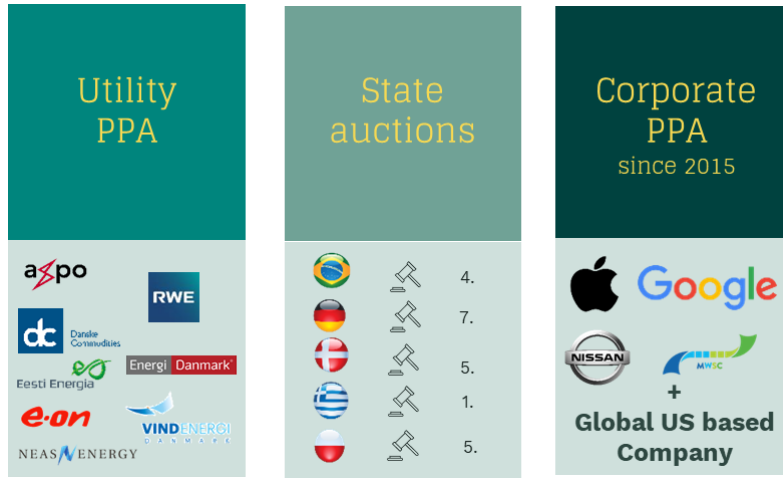 Utility
PPA
axpo
RWE
dc
Danske
Commodities
Eesti Energia
Energi Danmark
e·on
VINDENERGI
DANMARK
NEAS ENERGY
State
auctions
4.
7.
5.
1.
5.
Corporate
PPA
since 2015
Google
NISSAN
MWSC
+
Global US based
Company